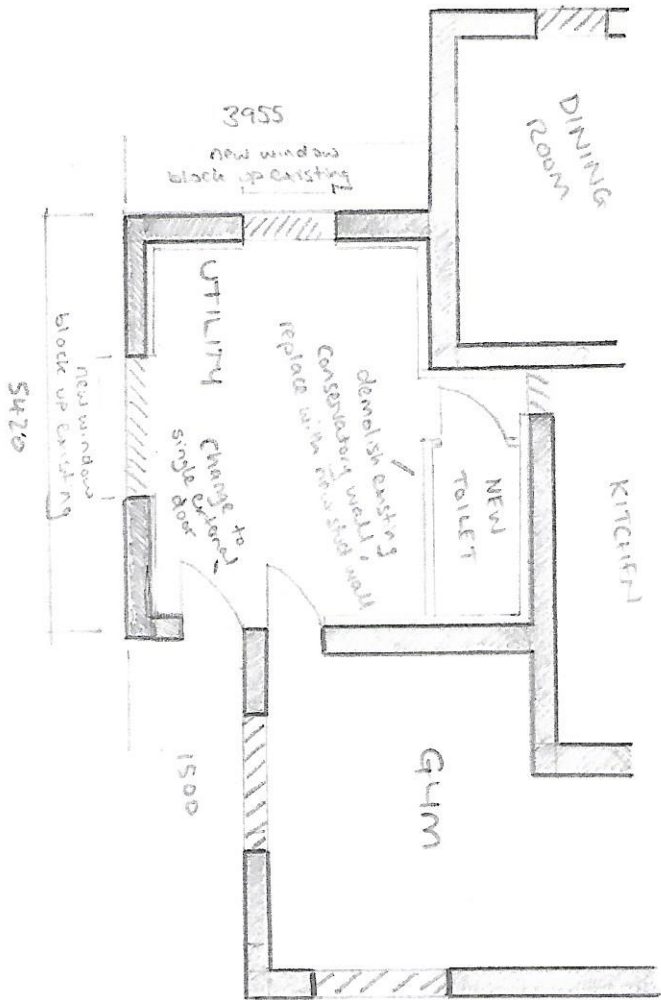 DINING
ROOM
KITCHEN
3955
new window
block up existing
UTILITY
demolish existing
conservatory wall &
replace with new stud wall
NEW
TOILET
change to
single external
door
new window
block up existing
5420
1500
GYM